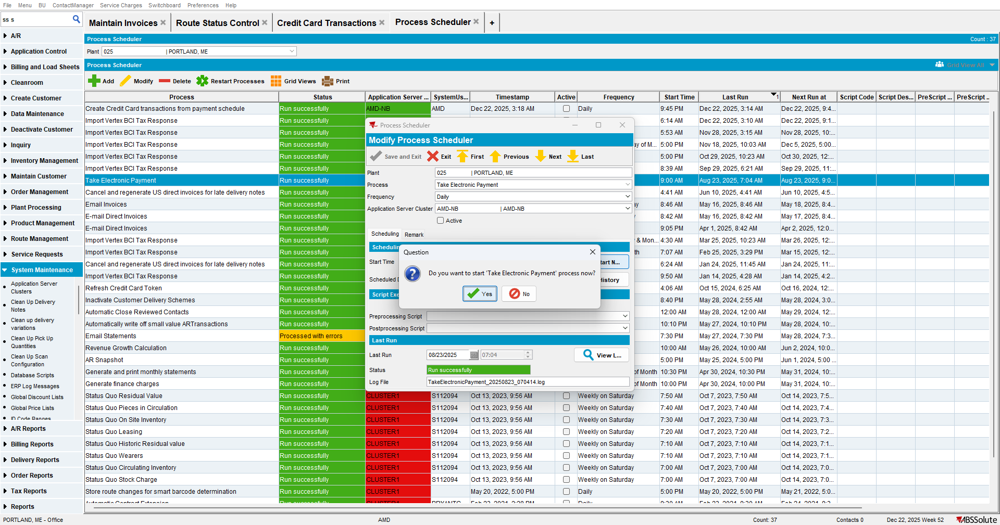 File Menu BU ContactManager Service Charges Switchboard Preferences Help
ss s
Maintain Invoices Route Status Control Credit Card Transactions Process Scheduler +
Process Scheduler Count : 37
Plant 025 | PORTLAND, ME
Process Scheduler Grid View All
Add Modify Delete Restart Processes Grid Views Print
A/R
Application Control
Billing and Load Sheets
Cleanroom
Create Customer
Data Maintenance
Deactivate Customer
Inquiry
Inventory Management
Maintain Customer
Order Management
Plant Processing
Product Management
Route Management
Service Requests
System Maintenance
Application Server
Clusters
Clean Up Delivery
Notes
Clean up delivery
variations
Clean Up Pick Up
Quantities
Clean Up Scan
Configuration
Database Scripts
ERP Log Messages
Global Discount Lists
Global Price Lists
ID Code Ranges
A/R Reports
Billing Reports
Delivery Reports
Order Reports
Tax Reports
Reports
Process Status Application Server ... SystemUs... Timestamp Active Frequency Start Time Last Run 1 Next Run at Script Code Script Des... PreScript ... PreScript ..
Create Credit Card transactions from payment schedule Run successfully AMD-NB AMD Dec 22, 2025, 3:18 AM Daily 9:45 PM Dec 22, 2025, 3:14 AM Dec 22, 2025, 9:4...
Import Vertex BCI Tax Response Run successfully 6:14 AM Dec 22, 2025, 3:10 AM Dec 22, 2025, 9:1...
Import Vertex BCI Tax Response Run successfully 5:53 AM Nov 28, 2025, 3:15 AM Nov 28, 2025, 10:...
Import Vertex BCI Tax Response Run successfully ay of M... 5:00 PM Nov 18, 2025, 10:03 AM Dec 5, 2025, 5:00...
Import Vertex BCI Tax Response Run successfully 5:00 PM Oct 29, 2025, 10:23 AM Oct 30, 2025, 12:...
Import Vertex BCI Tax Response Run successfully 8:39 AM Sep 29, 2025, 6:21 AM Sep 29, 2025, 11:...
Take Electronic Payment Run successfully 9:00 AM Aug 23, 2025, 7:04 AM Aug 23, 2025, 9:0...
Cancel and regenerate US direct invoices for late delivery notes Run successfully 4:41 AM Jun 10, 2025, 4:41 AM Jun 10, 2025, 4:5...
Email Invoices Run successfully ay 8:46 AM May 16, 2025, 8:46 AM May 18, 2025, 8:4...
E-mail Direct Invoices Run successfully 8:42 AM May 16, 2025, 8:42 AM May 17, 2025, 8:4...
E-mail Direct Invoices Run successfully 9:05 PM Apr 1, 2025, 8:42 AM Apr 2, 2025, 12:0...
Import Vertex BCI Tax Response Run successfully & Mon... 4:30 AM Mar 25, 2025, 10:23 AM Mar 26, 2025, 12:...
Import Vertex BCI Tax Response Run successfully th 7:07 AM Feb 25, 2025, 3:29 PM Mar 15, 2025, 12:...
Cancel and regenerate US direct invoices for late delivery notes Run successfully 6:24 AM Jan 24, 2025, 11:45 AM Jan 24, 2025, 11:...
Import Vertex BCI Tax Response Run successfully 9:50 AM Jan 14, 2025, 4:28 AM Jan 14, 2025, 4:2...
Refresh Credit Card Token Run successfully 4:06 AM Oct 15, 2024, 6:25 AM Oct 16, 2024, 12:...
Inactivate Customer Delivery Schemes Run successfully 8:40 PM May 28, 2024, 2:55 AM May 28, 2024, 3:0...
Automatic Close Reviewed Contacts Run successfully 12:00 AM May 28, 2024, 12:00 AM May 29, 2024, 12:...
Automatically write off small value ARTransactions Run successfully 10:10 PM May 27, 2024, 10:10 PM May 28, 2024, 10:...
Email Statements Processed with errors 7:30 PM May 27, 2024, 7:30 PM May 28, 2024, 7:3...
Revenue Growth Calculation Run successfully 10:00 AM May 26, 2024, 10:00 AM Jun 2, 2024, 10:0...
AR Snapshot Run successfully 5:00 PM May 25, 2024, 5:00 PM Jun 1, 2024, 5:00 ...
Generate and print monthly statements Run successfully of Month 10:30 PM Apr 30, 2024, 10:30 PM May 31, 2024, 10:...
Generate finance charges Run successfully of Month 10:00 PM Apr 30, 2024, 10:00 PM May 31, 2024, 10:...
Status Quo Residual Value Run successfully CLUSTER1 S112094 Oct 13, 2023, 9:56 AM Weekly on Saturday 7:50 AM Oct 7, 2023, 7:50 AM Oct 14, 2023, 7:5...
Status Quo Pieces in Circulation Run successfully CLUSTER1 S112094 Oct 13, 2023, 9:56 AM Weekly on Saturday 7:40 AM Oct 7, 2023, 7:40 AM Oct 14, 2023, 7:4...
Status Quo On Site Inventory Run successfully CLUSTER1 S112094 Oct 13, 2023, 9:56 AM Weekly on Saturday 7:30 AM Oct 7, 2023, 7:30 AM Oct 14, 2023, 7:3...
Status Quo Leasing Run successfully CLUSTER1 S112094 Oct 13, 2023, 9:56 AM Weekly on Saturday 7:20 AM Oct 7, 2023, 7:20 AM Oct 14, 2023, 7:2...
Status Quo Historic Residual value Run successfully CLUSTER1 S112094 Oct 13, 2023, 9:56 AM Weekly on Saturday 7:10 AM Oct 7, 2023, 7:10 AM Oct 14, 2023, 7:1...
Status Quo Wearers Run successfully CLUSTER1 S112094 Oct 13, 2023, 9:56 AM Weekly on Saturday 7:10 AM Oct 7, 2023, 7:10 AM Oct 14, 2023, 7:0...
Status Quo Circulating Inventory Run successfully CLUSTER1 S112094 Oct 13, 2023, 9:56 AM Weekly on Saturday 7:00 AM Oct 7, 2023, 7:00 AM Oct 14, 2023, 7:0...
Status Quo Stock Charge Run successfully CLUSTER1 S112094 Oct 13, 2023, 9:56 AM Weekly on Saturday 7:00 AM Oct 7, 2023, 7:00 AM Oct 14, 2023, 7:0...
Store route changes for smart barcode determination Run successfully CLUSTER1 May 20, 2022, 5:00 PM Daily 5:00 PM May 20, 2022, 5:00 PM May 21, 2022, 5:0...
Automatic Contract Extension Run successfully CLUSTER1 Daily
Process Scheduler
Modify Process Scheduler
Save and Exit Exit First Previous Next Last
Plant 025 | PORTLAND, ME
Process Take Electronic Payment
Frequency Daily
Application Server Cluster AMD-NB | AMD-NB
Active
Scheduling Remark
Schedulin
Start Time tart N...
Scheduled D History
Script Exe
Preprocessing Script
Postprocessing Script
Last Run
Last Run 08/23/2025 07:04 View L...
Status Run successfully
Log File TakeElectronicPayment_20250823_070414.log
Question
Do you want to start 'Take Electronic Payment' process now?
Yes No
PORTLAND, ME - Office AMD Count: 37 Contacts 0 Dec 22, 2025 Week 52 ABSSolute